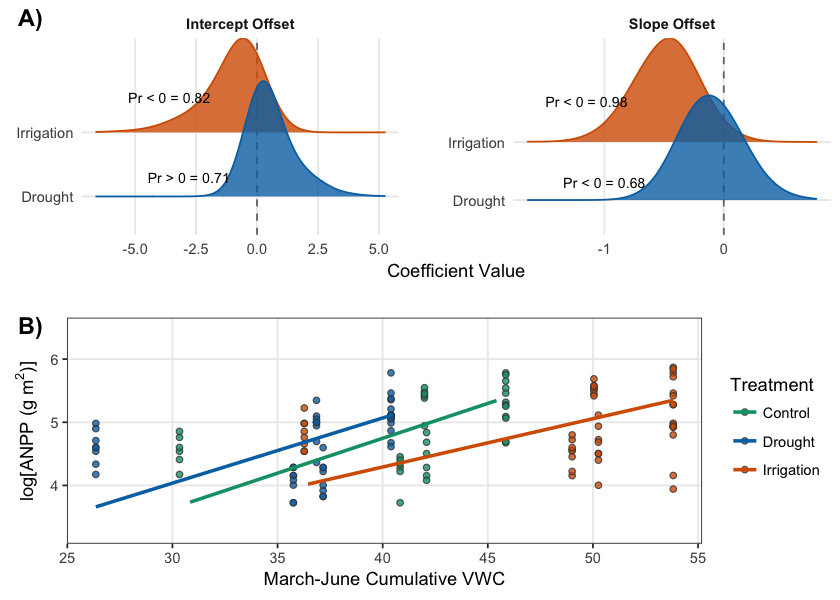 A)
Intercept Offset
Slope Offset
Pr < 0 = 0.82
Pr < 0 = 0.98
Irrigation
Irrigation
Pr > 0 = 0.71
Pr < 0 = 0.68
Drought
Drought
-5.0 -2.5 0.0 2.5 5.0
-1 0
Coefficient Value
B)
log[ANPP (g m²)]
6
5
4
25 30 35 40 45 50 55
March-June Cumulative VWC
Treatment
Control
Drought
Irrigation